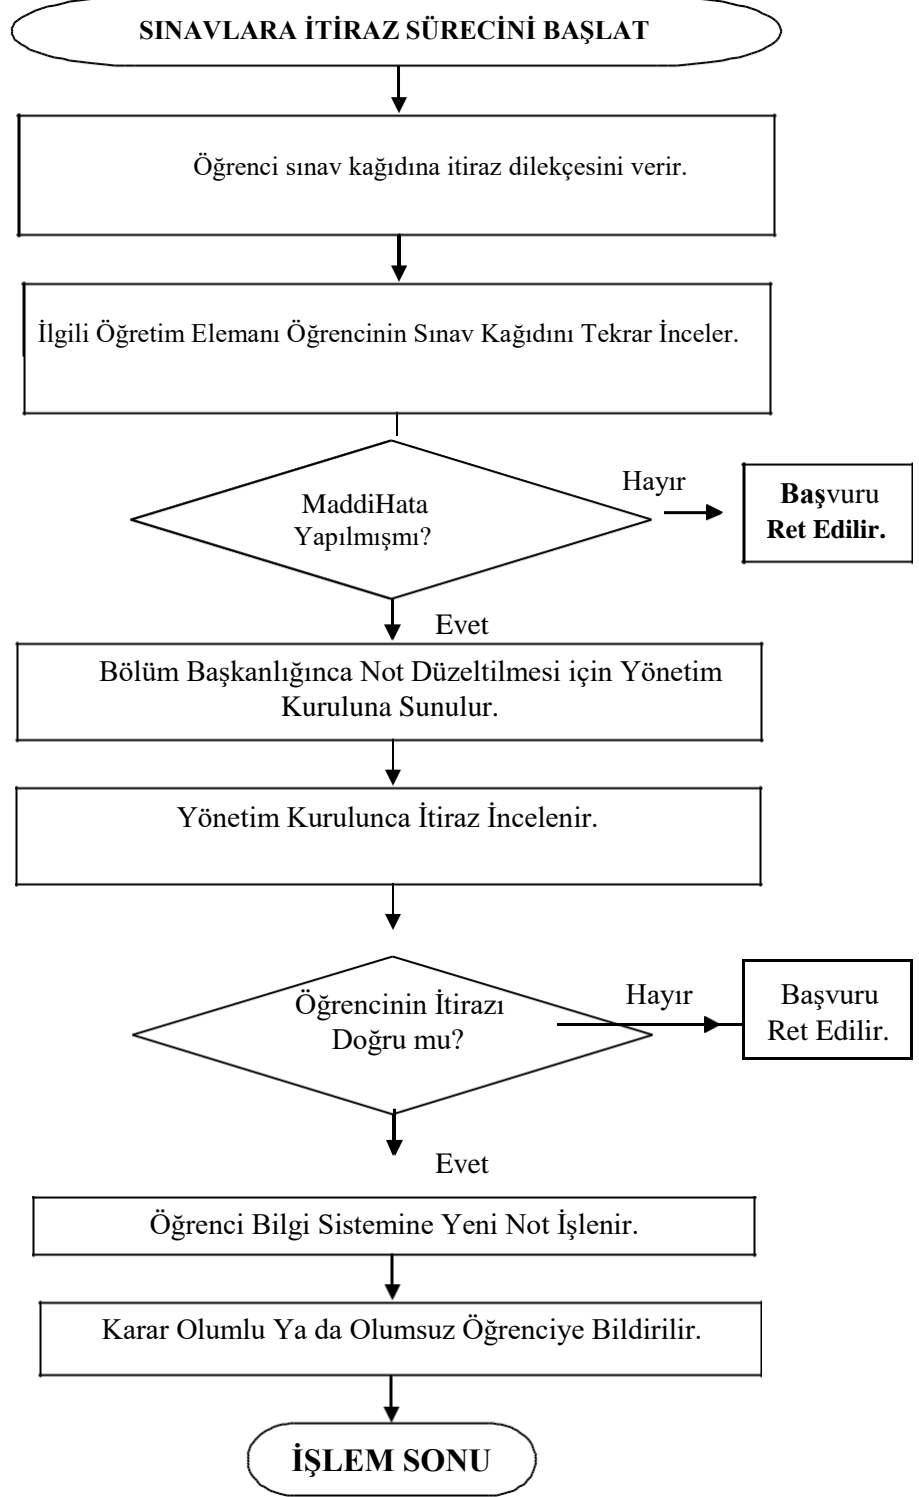 SINAVLARA İTİRAZ SÜRECİNİ BAŞLAT
Öğrenci sınav kağıdına itiraz dilekçesini verir.
İlgili Öğretim Elemanı Öğrencinin Sınav Kağıdını Tekrar İnceler.
MaddiHata
Yapılmışmı?
Hayır
Başvuru
Ret Edilir.
Evet
Bölüm Başkanlığınca Not Düzeltilmesi için Yönetim
Kuruluna Sunulur.
Yönetim Kurulunca İtiraz İncelenir.
Öğrencinin İtirazı
Doğru mu?
Hayır
Başvuru
Ret Edilir.
Evet
Öğrenci Bilgi Sistemine Yeni Not İşlenir.
Karar Olumlu Ya da Olumsuz Öğrenciye Bildirilir.
İŞLEM SONU